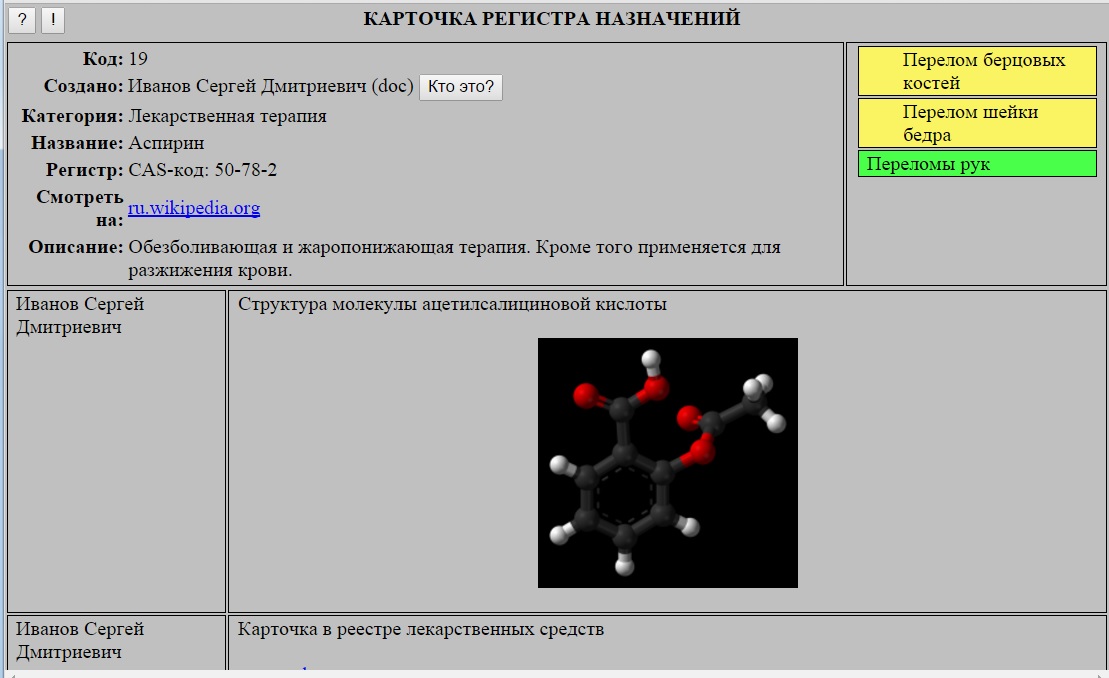 ? ! КАРТОЧКА РЕГИСТРА НАЗНАЧЕНИЙ
Код: 19
Создано: Иванов Сергей Дмитриевич (doc) Кто это?
Категория: Лекарственная терапия
Название: Аспирин
Регистр: CAS-код: 50-78-2
Смотреть
на: ru.wikipedia.org
Описание: Обезболивающая и жаропонижающая терапия. Кроме того применяется для
разжижения крови.
Перелом берцовых
костей
Перелом шейки
бедра
Переломы рук
Иванов Сергей
Дмитриевич
Структура молекулы ацетилсалициновой кислоты
Иванов Сергей
Дмитриевич
Карточка в реестре лекарственных средств